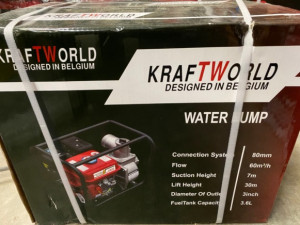 KRAFTWORLD
DESIGNED IN BELGIUM
KRAFTWORLD
DESIGNED IN BELGIUM
WATER PUMP
Connection System 80mm
Flow 60m³/h
Suction Height 7m
Lift Height 30m
Diameter Of Outlet 3inch
FuelTank Capacity 3.6L